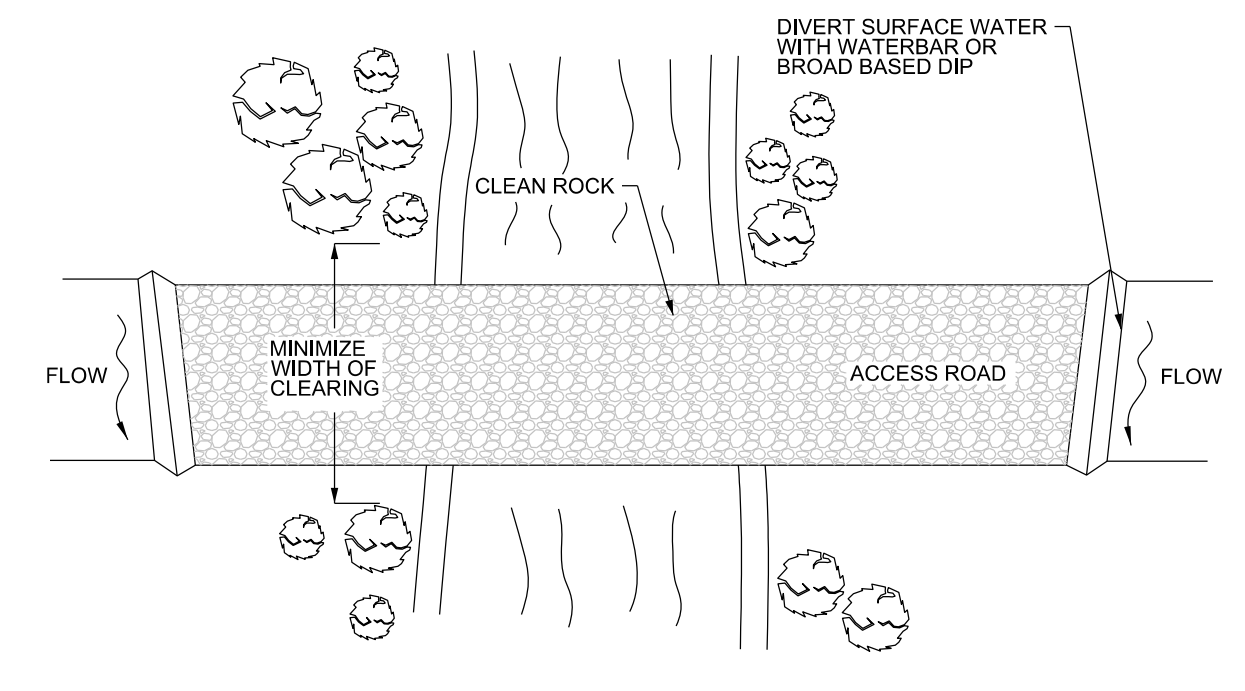 DIVERT SURFACE WATER
WITH WATERBAR OR
BROAD BASED DIP
CLEAN ROCK
MINIMIZE
WIDTH OF
CLEARING
FLOW
ACCESS ROAD
FLOW